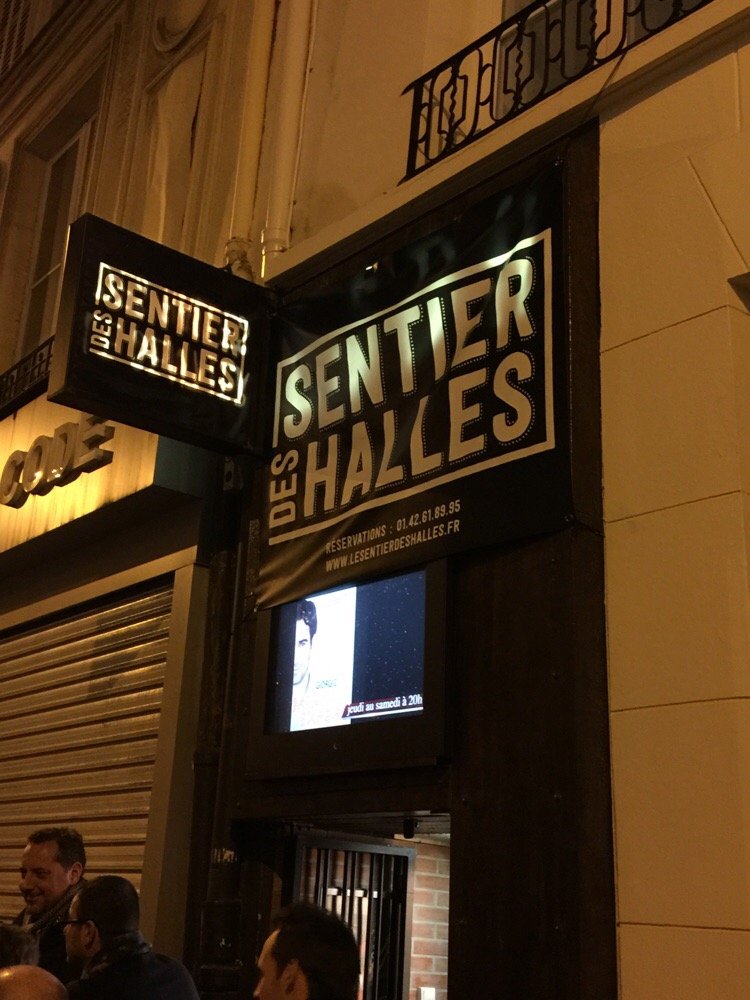 SENTIER
DES HALLES
SENTIER
DES HALLES
RÉSERVATIONS : 01.42.61.89.95
WWW.LESENTIERDESHALLES.FR
CODE
jeudi au samedi à 20h